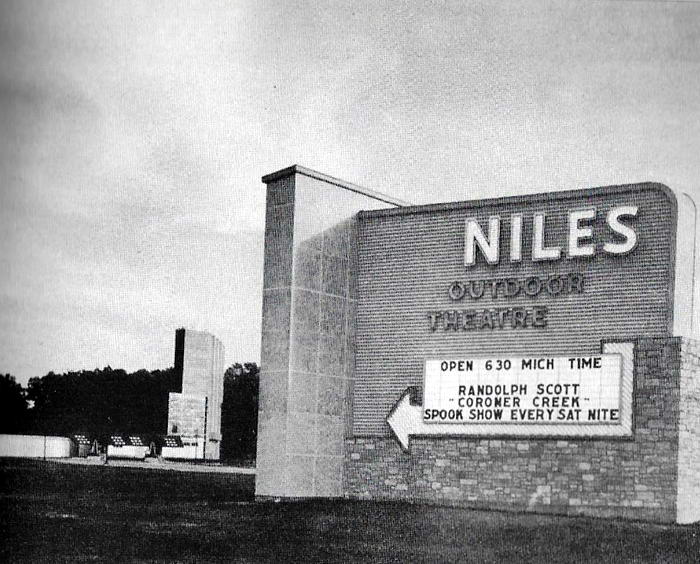 NILES
OUTDOOR
THEATRE
OPEN 630 MICH TIME
RANDOLPH SCOTT
"CORONER CREEK"
SPOOK SHOW EVERY SAT NITE